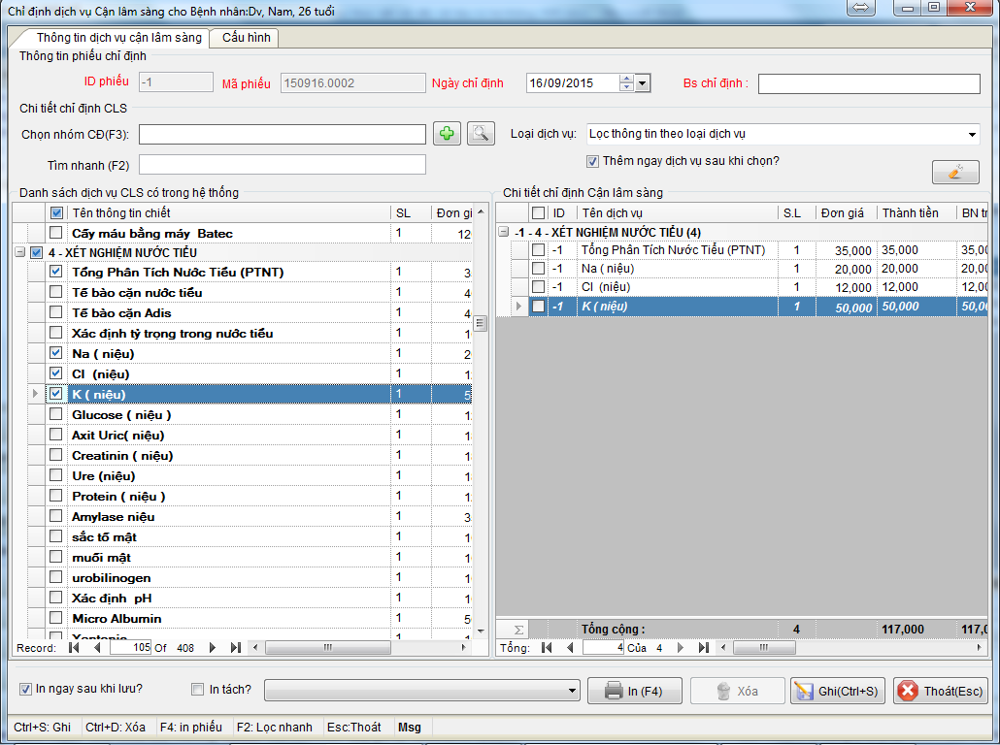 Chỉ định dịch vụ Cận lâm sàng cho Bệnh nhân:Dv, Nam, 26 tuổi
Thông tin dịch vụ cận lâm sàng Cấu hình
Thông tin phiếu chỉ định
ID phiếu -1 Mã phiếu 150916.0002 Ngày chỉ định 16/09/2015 Bs chỉ định :
Chi tiết chỉ định CLS
Chọn nhóm CĐ(F3): Loại dịch vụ: Lọc thông tin theo loại dịch vụ
Tìm nhanh (F2) Thêm ngay dịch vụ sau khi chọn?
Danh sách dịch vụ CLS có trong hệ thống
Tên thông tin chiết SL Đơn gi
Cấy máu bằng máy Batec 1 12
4 - XÉT NGHIỆM NƯỚC TIỂU
Tổng Phân Tích Nước Tiểu (PTNT) 1 3
Tế bào cặn nước tiểu 1 4
Tế bào cặn Adis 1 4
Xác định tỷ trọng trong nước tiểu 1 1
Na ( niệu) 1 2
Cl (niệu) 1 1
K ( niệu) 1 5
Glucose ( niệu ) 1 1
Axit Uric( niệu) 1 1
Creatinin ( niệu) 1 1
Ure (niệu) 1 1
Protein ( niệu ) 1 1
Amylase niệu 1 3
sắc tố mật 1 1
muối mật 1 1
urobilinogen 1 1
Xác định pH 1 1
Micro Albumin 1 5
Record: 105 Of 408
Chi tiết chỉ định Cận lâm sàng
ID Tên dịch vụ S.L Đơn giá Thành tiền BN tr
-1 - 4 - XÉT NGHIỆM NƯỚC TIỂU (4)
-1 Tổng Phân Tích Nước Tiểu (PTNT) 1 35,000 35,000 35,00
-1 Na ( niệu) 1 20,000 20,000 20,00
-1 Cl (niệu) 1 12,000 12,000 12,00
-1 K ( niệu) 1 50,000 50,000 50,00
Σ Tổng cộng : 4 117,000 117,0
Tổng: 4 Của 4
In ngay sau khi lưu? In tách? In (F4) Xóa Ghi(Ctrl+S) Thoát(Esc)
Ctrl+S: Ghi Ctrl+D: Xóa F4: in phiếu F2: Lọc nhanh Esc:Thoát Msg